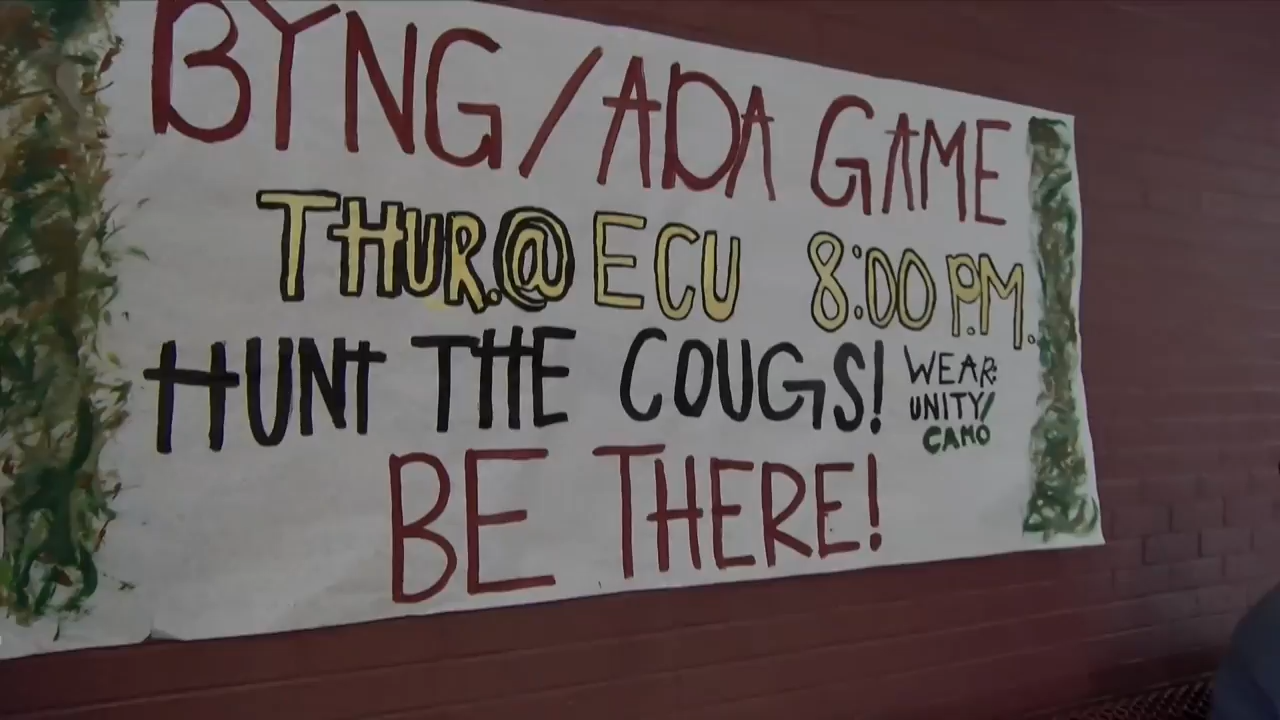 BYNG/ADA GAME
THUR.@ ECU 8:00 P.M.
HUNT THE COUGS!
WEAR:
UNITY/
CAMO
BE THERE!